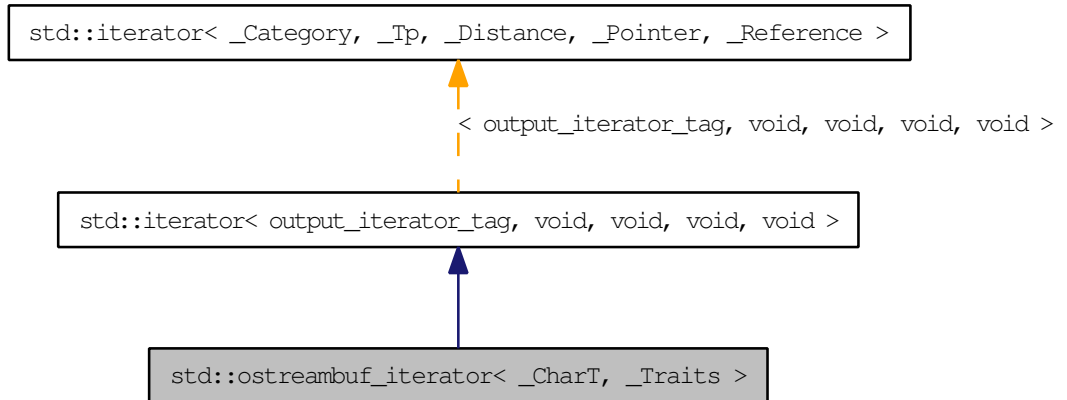 std::iterator< _Category, _Tp, _Distance, _Pointer, _Reference >
< output_iterator_tag, void, void, void, void >
std::iterator< output_iterator_tag, void, void, void, void >
std::ostreambuf_iterator< _CharT, _Traits >